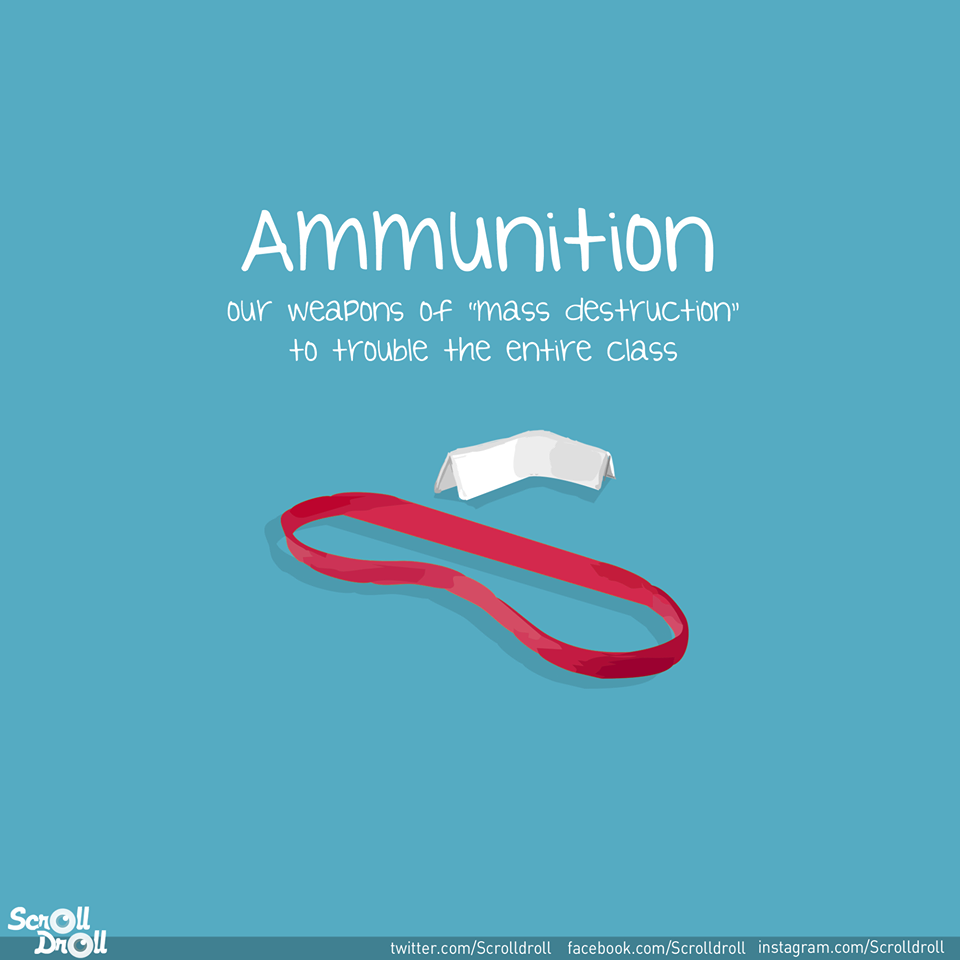 Ammunition
our weapons of "mass destruction"
to trouble the entire class
Scroll
Droll
twitter.com/Scrolldroll facebook.com/Scrolldroll instagram.com/Scrolldroll